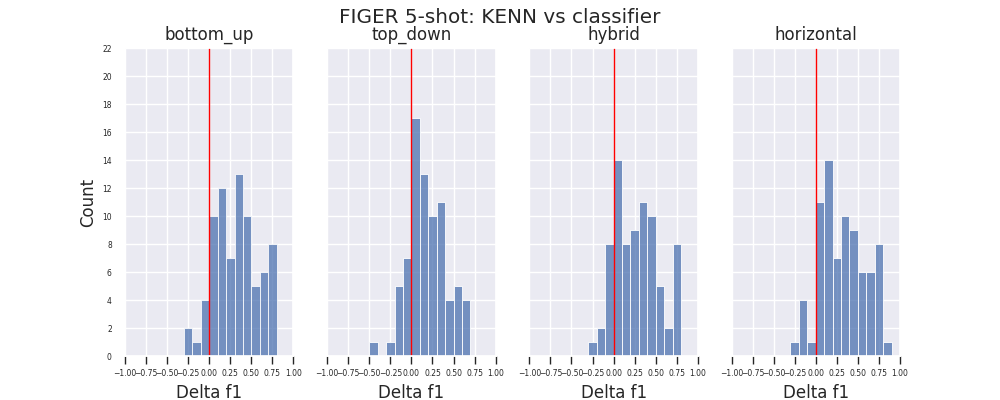 FIGER 5-shot: KENN vs classifier
bottom_up top_down hybrid horizontal
22
20
18
16
14
12
10
8
6
4
2
0
Count
−1.00 −0.75 −0.50 −0.25 0.00 0.25 0.50 0.75 1.00 −1.00 −0.75 −0.50 −0.25 0.00 0.25 0.50 0.75 1.00 −1.00 −0.75 −0.50 −0.25 0.00 0.25 0.50 0.75 1.00 −1.00 −0.75 −0.50 −0.25 0.00 0.25 0.50 0.75 1.00
Delta f1 Delta f1 Delta f1 Delta f1